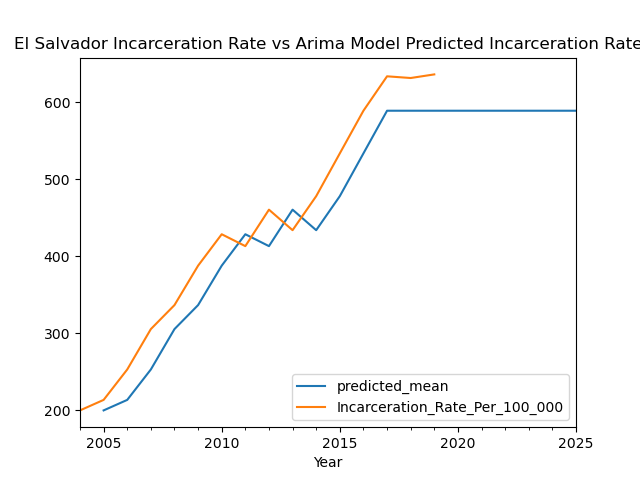 El Salvador Incarceration Rate vs Arima Model Predicted Incarceration Rate
600
500
400
300
200
predicted_mean
Incarceration_Rate_Per_100_000
2005 2010 2015 2020 2025
Year